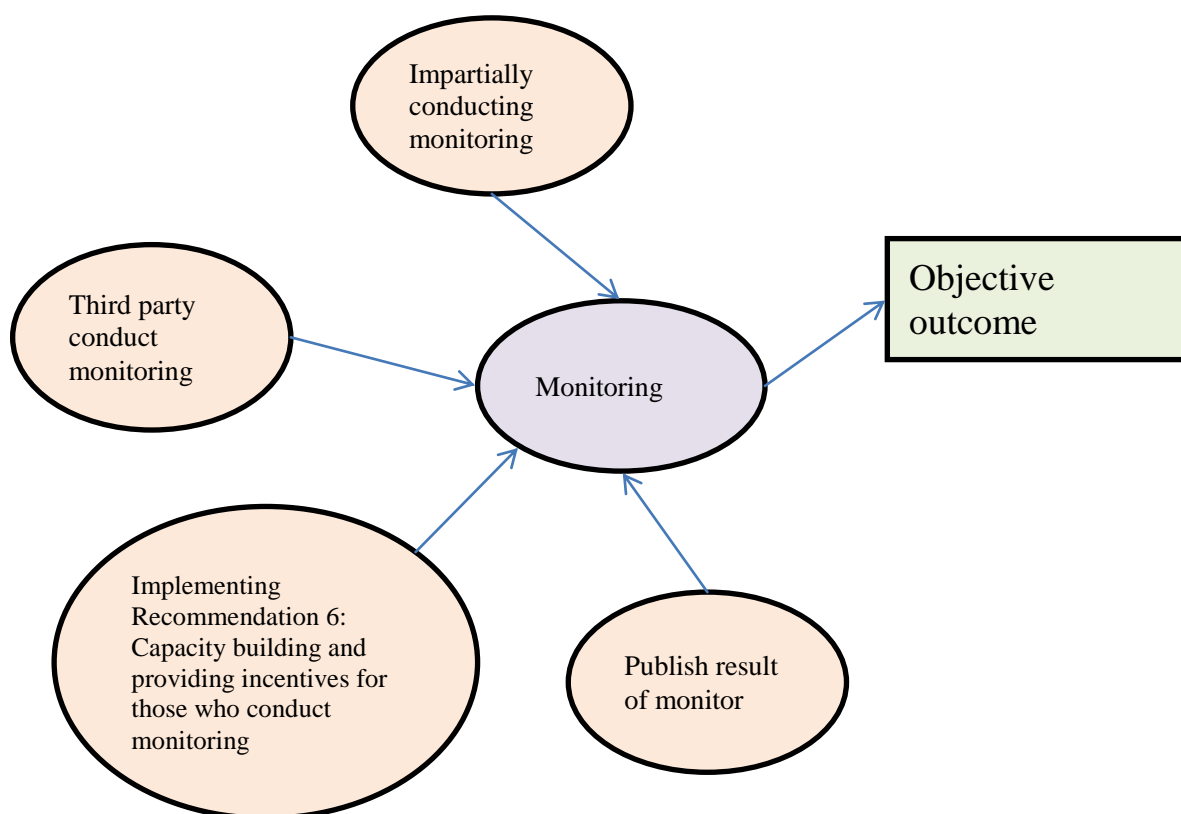 Impartially
conducting
monitoring
Third party
conduct
monitoring
Objective
outcome
Monitoring
Implementing
Recommendation 6:
Capacity building and
providing incentives for
those who conduct
monitoring
Publish result
of monitor